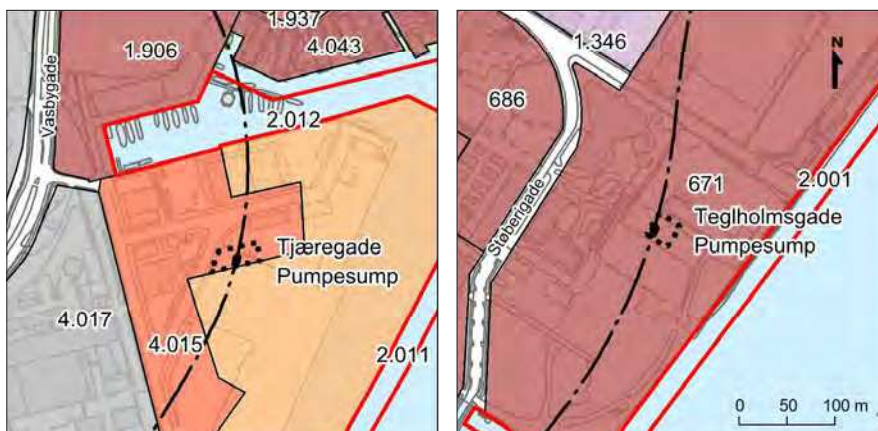 1.906
1.937
4.043
Vasbygade
2.012
Tjæregade
Pumpesump
4.017
4.015
2.011
1.346
N
686
671
2.001
Støberigade
Teglholmsgade
Pumpesump
0 50 100 m